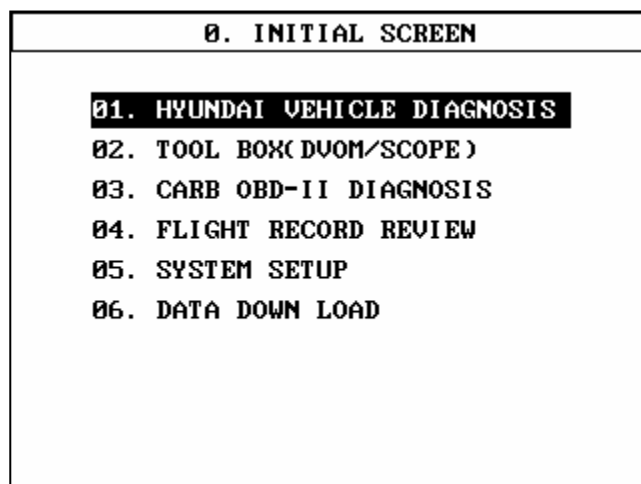 0. INITIAL SCREEN
01. HYUNDAI VEHICLE DIAGNOSIS
02. TOOL BOX(DVOM/SCOPE)
03. CARB OBD-II DIAGNOSIS
04. FLIGHT RECORD REVIEW
05. SYSTEM SETUP
06. DATA DOWN LOAD